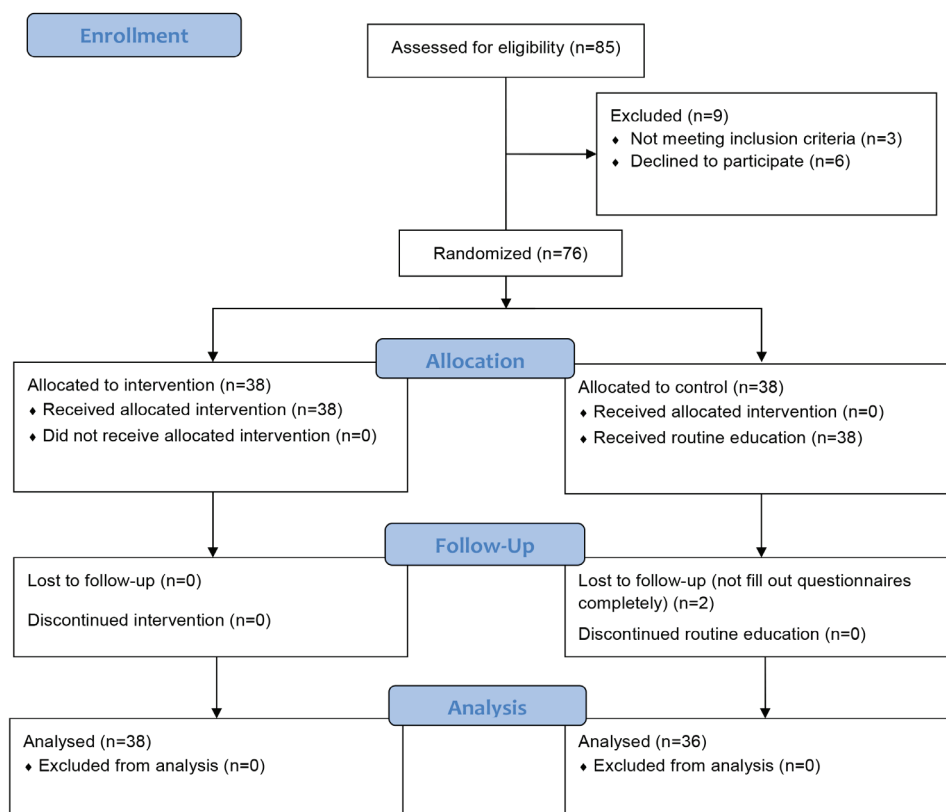 Enrollment
Assessed for eligibility (n=85)
Excluded (n=9)
♦ Not meeting inclusion criteria (n=3)
♦ Declined to participate (n=6)
Randomized (n=76)
Allocation
Allocated to intervention (n=38)
♦ Received allocated intervention (n=38)
♦ Did not receive allocated intervention (n=0)
Allocated to control (n=38)
♦ Received allocated intervention (n=0)
♦ Received routine education (n=38)
Follow-Up
Lost to follow-up (n=0)
Discontinued intervention (n=0)
Lost to follow-up (not fill out questionnaires
completely) (n=2)
Discontinued routine education (n=0)
Analysis
Analysed (n=38)
♦ Excluded from analysis (n=0)
Analysed (n=36)
♦ Excluded from analysis (n=0)